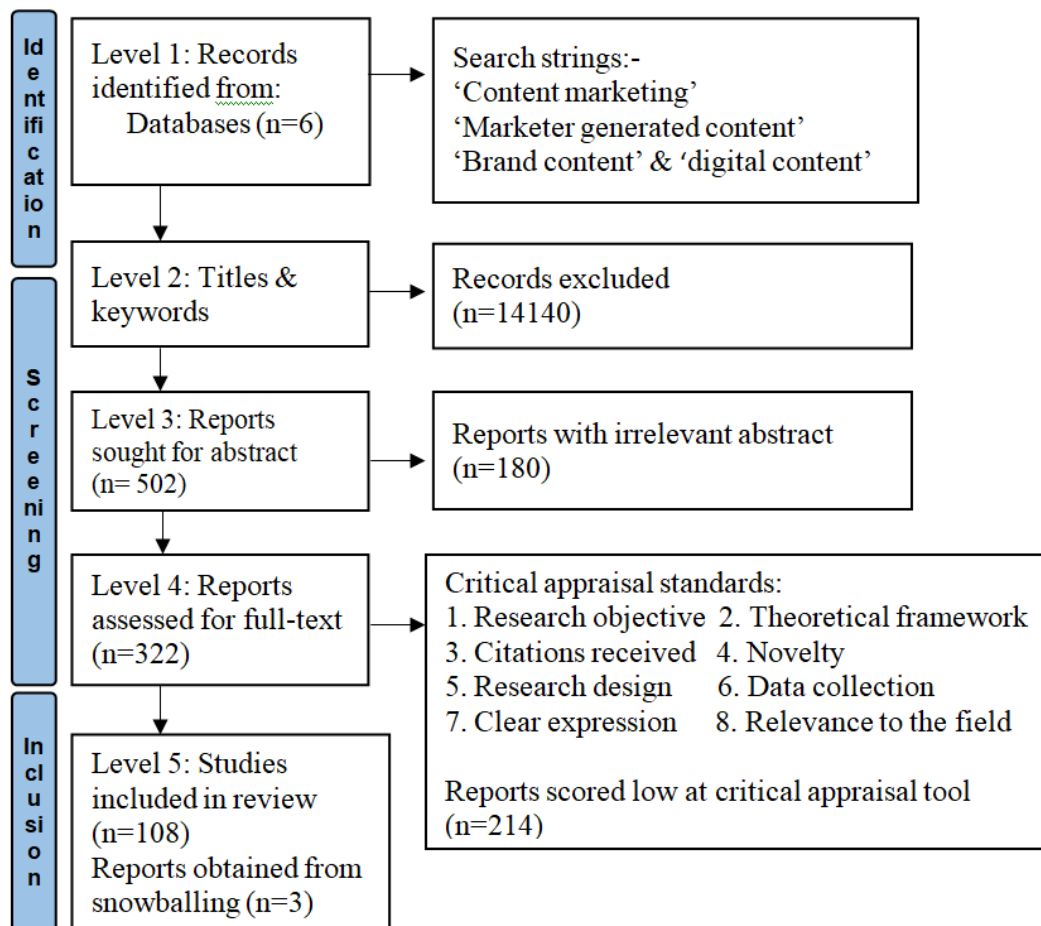 Identification
Level 1: Records
identified from:
Databases (n=6)
Search strings:-
‘Content marketing’
‘Marketer generated content’
‘Brand content’ & ‘digital content’
Screening
Level 2: Titles &
keywords
Records excluded
(n=14140)
Level 3: Reports
sought for abstract
(n= 502)
Reports with irrelevant abstract
(n=180)
Level 4: Reports
assessed for full-text
(n=322)
Critical appraisal standards:
1. Research objective 2. Theoretical framework
3. Citations received 4. Novelty
5. Research design 6. Data collection
7. Clear expression 8. Relevance to the field
Reports scored low at critical appraisal tool
(n=214)
Inclusion
Level 5: Studies
included in review
(n=108)
Reports obtained from
snowballing (n=3)